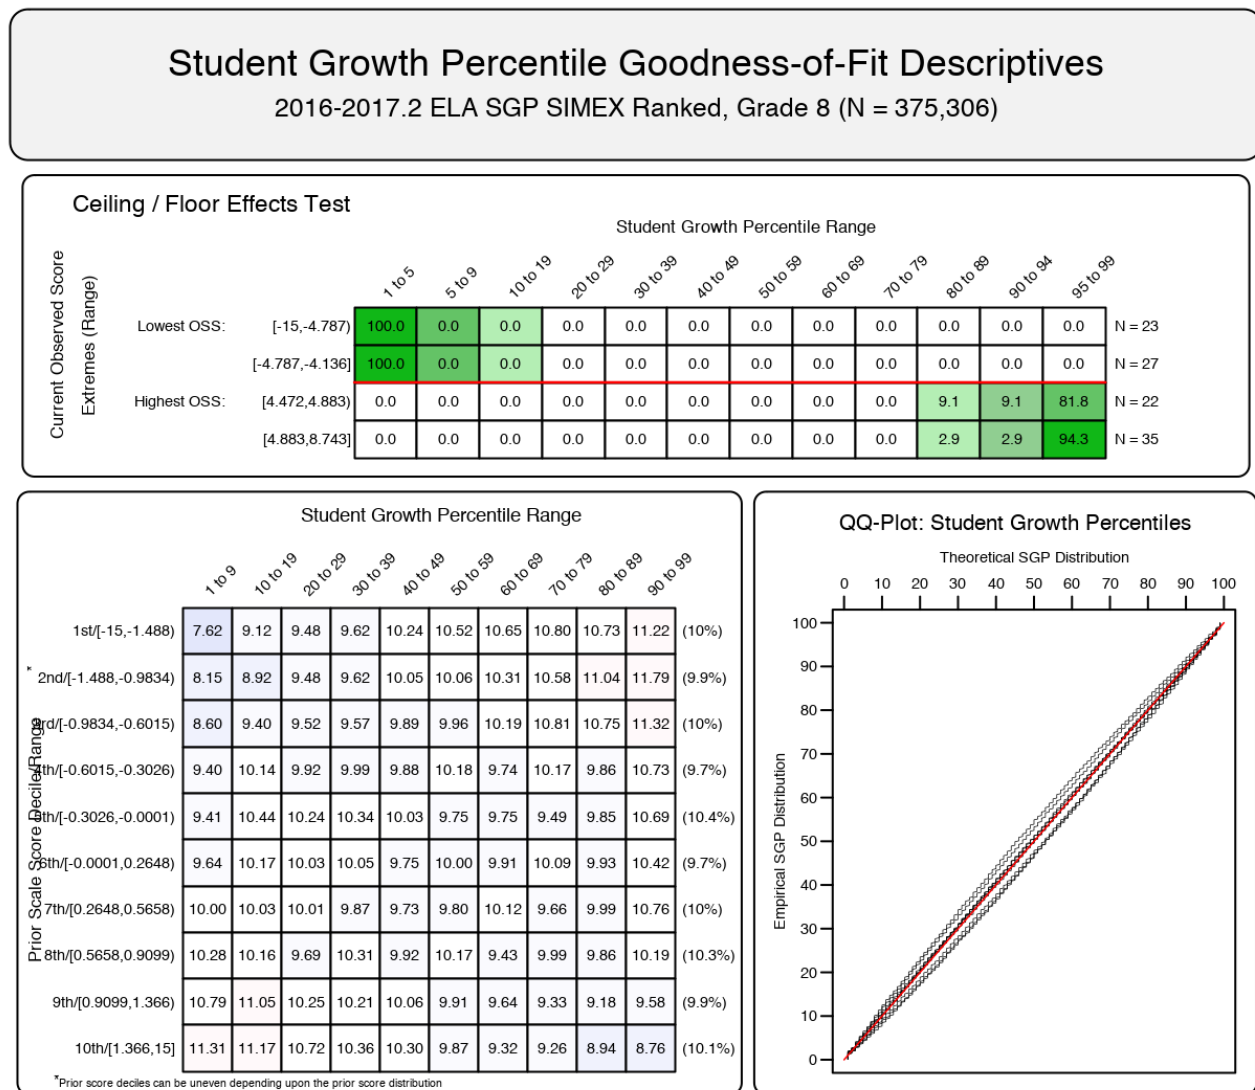 Student Growth Percentile Goodness-of-Fit Descriptives
2016-2017.2 ELA SGP SIMEX Ranked, Grade 8 (N = 375,306)
Ceiling / Floor Effects Test
Student Growth Percentile Range
Current Observed Score
Extremes (Range)
1 to 5 5 to 9 10 to 19 20 to 29 30 to 39 40 to 49 50 to 59 60 to 69 70 to 79 80 to 89 90 to 94 95 to 99
Lowest OSS: [-15,-4.787) 100.0 0.0 0.0 0.0 0.0 0.0 0.0 0.0 0.0 0.0 0.0 0.0 N = 23
[-4.787,-4.136] 100.0 0.0 0.0 0.0 0.0 0.0 0.0 0.0 0.0 0.0 0.0 0.0 N = 27
Highest OSS: [4.472,4.883) 0.0 0.0 0.0 0.0 0.0 0.0 0.0 0.0 0.0 9.1 9.1 81.8 N = 22
[4.883,8.743] 0.0 0.0 0.0 0.0 0.0 0.0 0.0 0.0 0.0 2.9 2.9 94.3 N = 35
Student Growth Percentile Range
1 to 9 10 to 19 20 to 29 30 to 39 40 to 49 50 to 59 60 to 69 70 to 79 80 to 89 90 to 99
Prior Scale Score Decile/Range
*
1st/[-15,-1.488) 7.62 9.12 9.48 9.62 10.24 10.52 10.65 10.80 10.73 11.22 (10%)
2nd/[-1.488,-0.9834) 8.15 8.92 9.48 9.62 10.05 10.06 10.31 10.58 11.04 11.79 (9.9%)
3rd/[-0.9834,-0.6015) 8.60 9.40 9.52 9.57 9.89 9.96 10.19 10.81 10.75 11.32 (10%)
4th/[-0.6015,-0.3026) 9.40 10.14 9.92 9.99 9.88 10.18 9.74 10.17 9.86 10.73 (9.7%)
5th/[-0.3026,-0.0001) 9.41 10.44 10.24 10.34 10.03 9.75 9.75 9.49 9.85 10.69 (10.4%)
6th/[-0.0001,0.2648) 9.64 10.17 10.03 10.05 9.75 10.00 9.91 10.09 9.93 10.42 (9.7%)
7th/[0.2648,0.5658) 10.00 10.03 10.01 9.87 9.73 9.80 10.12 9.66 9.99 10.76 (10%)
8th/[0.5658,0.9099) 10.28 10.16 9.69 10.31 9.92 10.17 9.43 9.99 9.86 10.19 (10.3%)
9th/[0.9099,1.366) 10.79 11.05 10.25 10.21 10.06 9.91 9.64 9.33 9.18 9.58 (9.9%)
10th/[1.366,15] 11.31 11.17 10.72 10.36 10.30 9.87 9.32 9.26 8.94 8.76 (10.1%)
*Prior score deciles can be uneven depending upon the prior score distribution
QQ-Plot: Student Growth Percentiles
Theoretical SGP Distribution
0 10 20 30 40 50 60 70 80 90 100
Empirical SGP Distribution
100
90
80
70
60
50
40
30
20
10
0